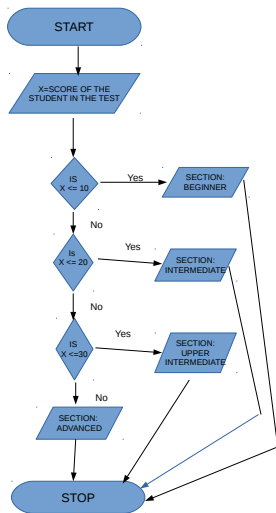 START
X=SCORE OF THE
STUDENT IN THE TEST
IS
X <= 10
Yes
SECTION:
BEGINNER
No
Is
X <= 20
Yes
SECTION:
INTERMEDIATE
No
IS
X <=30
Yes
SECTION:
UPPER
INTERMEDIATE
No
SECTION:
ADVANCED
STOP